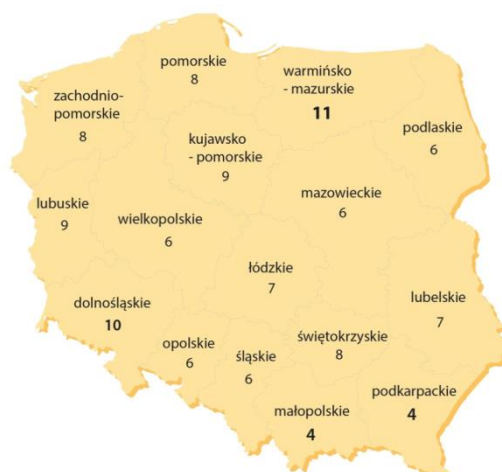 pomorskie
8
warmińsko
- mazurskie
11
zachodnio-
pomorskie
8
podlaskie
6
kujawsko
- pomorskie
9
mazowieckie
6
lubuskie
9
wielkopolskie
6
łódzkie
7
lubelskie
7
dolnośląskie
10
opolskie
6
śląskie
6
świętokrzyskie
8
małopolskie
4
podkarpackie
4